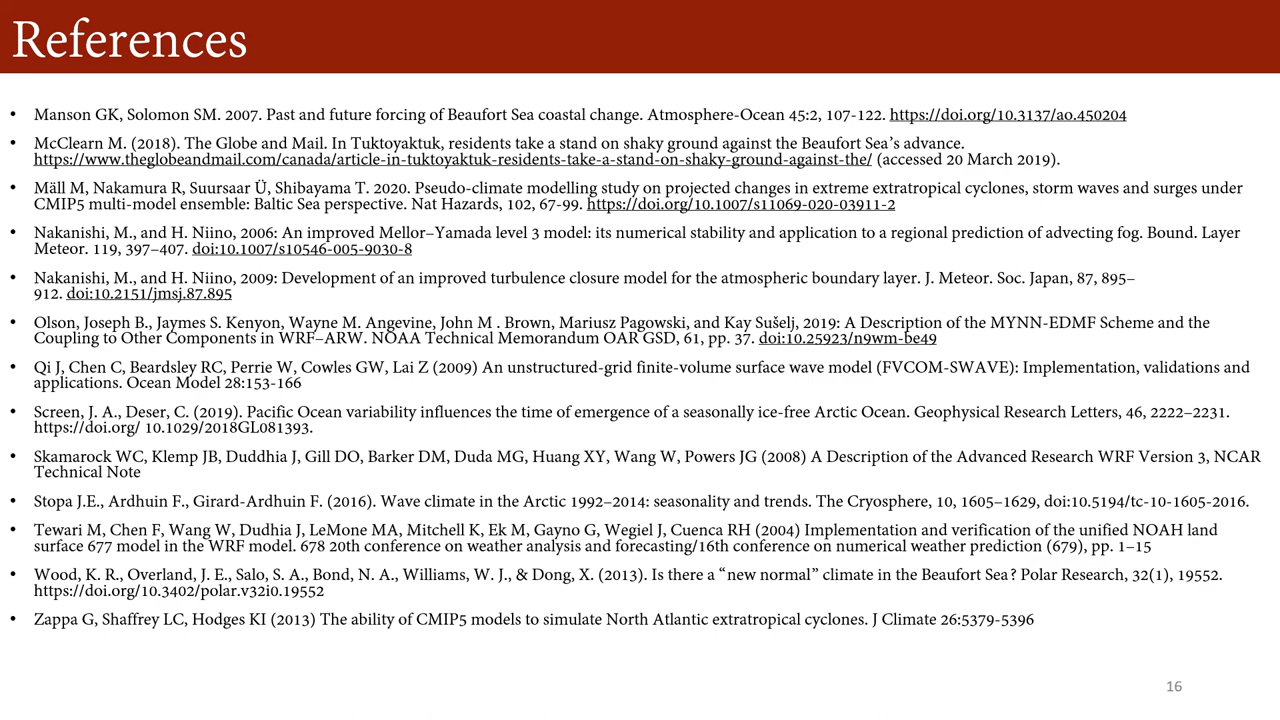 References
• Manson GK, Solomon SM. 2007. Past and future forcing of Beaufort Sea coastal change. Atmosphere-Ocean 45:2, 107-122. https://doi.org/10.3137/ao.450204
• McClearn M. (2018). The Globe and Mail. In Tuktoyaktuk, residents take a stand on shaky ground against the Beaufort Sea’s advance.
https://www.theglobeandmail.com/canada/article-in-tuktoyaktuk-residents-take-a-stand-on-shaky-ground-against-the/ (accessed 20 March 2019).
• Mäll M, Nakamura R, Suursaar Ü, Shibayama T. 2020. Pseudo-climate modelling study on projected changes in extreme extratropical cyclones, storm waves and surges under
CMIP5 multi-model ensemble: Baltic Sea perspective. Nat Hazards, 102, 67-99. https://doi.org/10.1007/s11069-020-03911-2
• Nakanishi, M., and H. Niino, 2006: An improved Mellor–Yamada level 3 model: its numerical stability and application to a regional prediction of advecting fog. Bound. Layer
Meteor. 119, 397–407. doi:10.1007/s10546-005-9030-8
• Nakanishi, M., and H. Niino, 2009: Development of an improved turbulence closure model for the atmospheric boundary layer. J. Meteor. Soc. Japan, 87, 895–
912. doi:10.2151/jmsj.87.895
• Olson, Joseph B., Jaymes S. Kenyon, Wayne M. Angevine, John M . Brown, Mariusz Pagowski, and Kay Sušelj, 2019: A Description of the MYNN-EDMF Scheme and the
Coupling to Other Components in WRF–ARW. NOAA Technical Memorandum OAR GSD, 61, pp. 37. doi:10.25923/n9wm-be49
• Qi J, Chen C, Beardsley RC, Perrie W, Cowles GW, Lai Z (2009) An unstructured-grid finite-volume surface wave model (FVCOM-SWAVE): Implementation, validations and
applications. Ocean Model 28:153-166
• Screen, J. A., Deser, C. (2019). Pacific Ocean variability influences the time of emergence of a seasonally ice-free Arctic Ocean. Geophysical Research Letters, 46, 2222–2231.
https://doi.org/ 10.1029/2018GL081393.
• Skamarock WC, Klemp JB, Duddhia J, Gill DO, Barker DM, Duda MG, Huang XY, Wang W, Powers JG (2008) A Description of the Advanced Research WRF Version 3, NCAR
Technical Note
• Stopa J.E., Ardhuin F., Girard-Ardhuin F. (2016). Wave climate in the Arctic 1992–2014: seasonality and trends. The Cryosphere, 10, 1605–1629, doi:10.5194/tc-10-1605-2016.
• Tewari M, Chen F, Wang W, Dudhia J, LeMone MA, Mitchell K, Ek M, Gayno G, Wegiel J, Cuenca RH (2004) Implementation and verification of the unified NOAH land
surface 677 model in the WRF model. 678 20th conference on weather analysis and forecasting/16th conference on numerical weather prediction (679), pp. 1–15
• Wood, K. R., Overland, J. E., Salo, S. A., Bond, N. A., Williams, W. J., & Dong, X. (2013). Is there a “new normal” climate in the Beaufort Sea? Polar Research, 32(1), 19552.
https://doi.org/10.3402/polar.v32i0.19552
• Zappa G, Shaffrey LC, Hodges KI (2013) The ability of CMIP5 models to simulate North Atlantic extratropical cyclones. J Climate 26:5379-5396
16